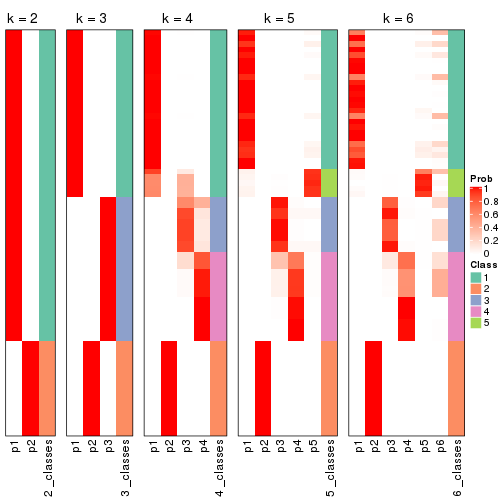 k = 2
k = 3
k = 4
k = 5
k = 6
Prob
1
0.8
0.6
0.4
0.2
0
Class
1
2
3
4
5
p1
p2
2_classes
p1
p2
p3
3_classes
p1
p2
p3
p4
4_classes
p1
p2
p3
p4
p5
5_classes
p1
p2
p3
p4
p5
p6
6_classes